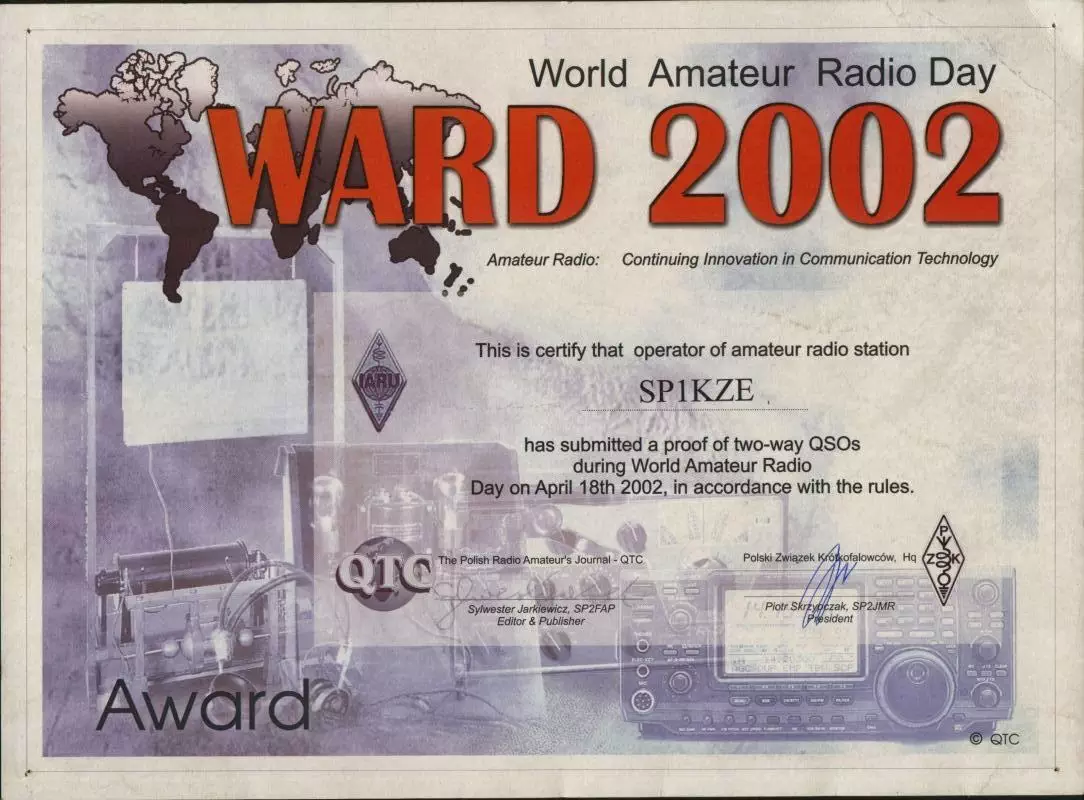 World Amateur Radio Day
WARD 2002
Amateur Radio: Continuing Innovation in Communication Technology
IARU
This is certify that operator of amateur radio station
SP1KZE
has submitted a proof of two-way QSOs
during World Amateur Radio
Day on April 18th 2002, in accordance with the rules.
QTC
The Polish Radio Amateur's Journal - QTC
Sylwester Jarkiewicz, SP2FAP
Editor & Publisher
Polski Związek Krótkofalowców, Hq
PZK
Piotr Skrzypczak, SP2JMR
President
Award
© QTC